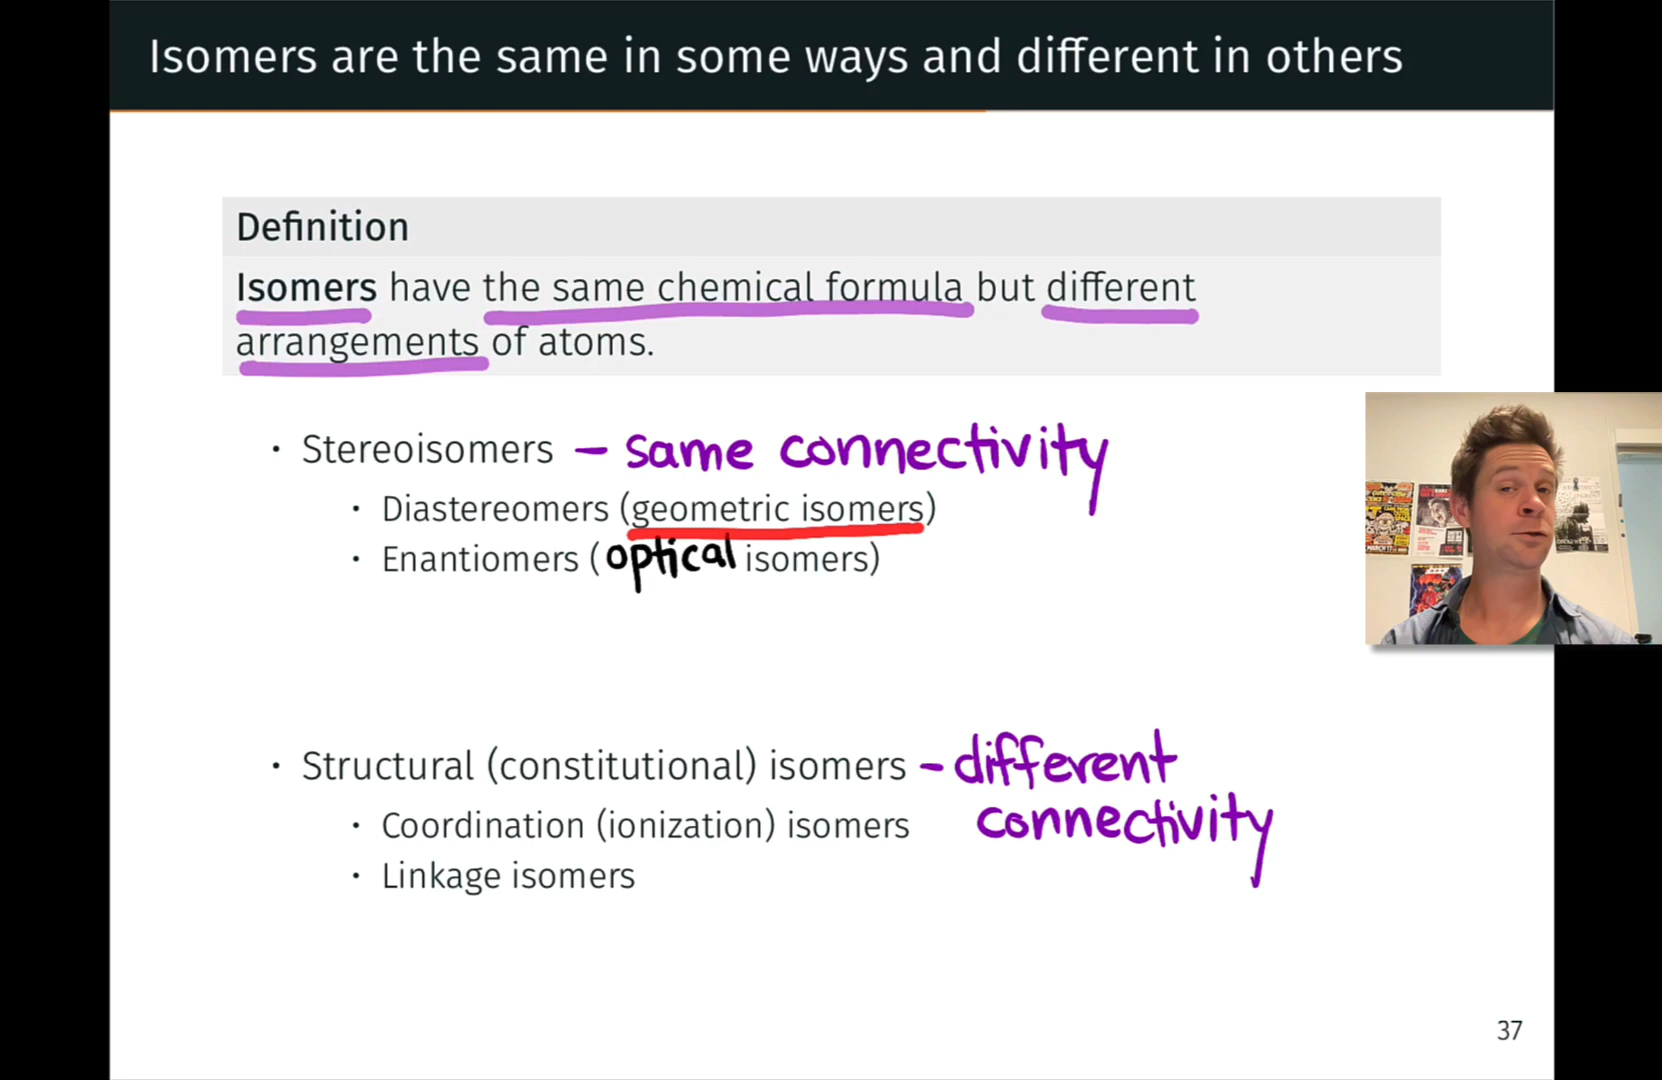 Isomers are the same in some ways and different in others
Definition
Isomers have the same chemical formula but different
arrangements of atoms.
• Stereoisomers – same connectivity
• Diastereomers (geometric isomers)
• Enantiomers (optical isomers)
• Structural (constitutional) isomers – different
• Coordination (ionization) isomers connectivity
• Linkage isomers
37